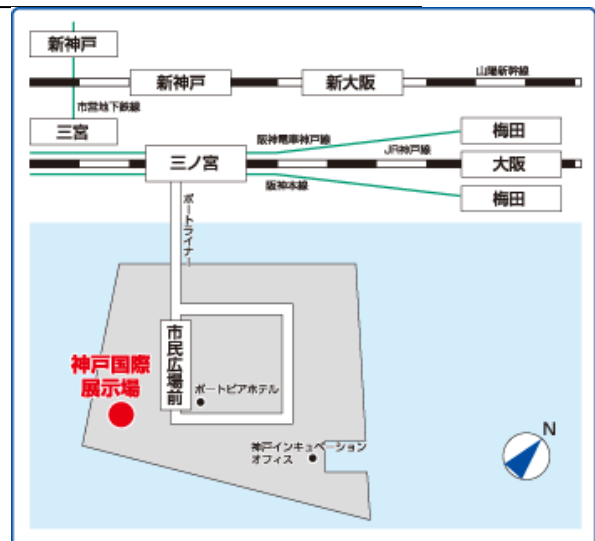 新神戸
新神戸
新大阪
山陽新幹線
市営地下鉄線
三宮
阪神電車神戸線
梅田
三ノ宮
JR神戸線
大阪
阪神本線
梅田
ポートライナー
市民広場前
神戸国際
展示場
ポートピアホテル
神戸インキュベーション
オフィス
N